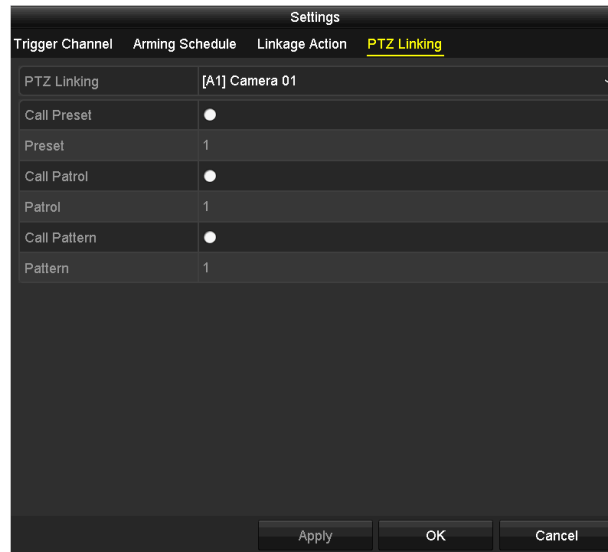 Settings
Trigger Channel Arming Schedule Linkage Action PTZ Linking
PTZ Linking [A1] Camera 01
Call Preset
Preset 1
Call Patrol
Patrol 1
Call Pattern
Pattern 1
Apply OK Cancel